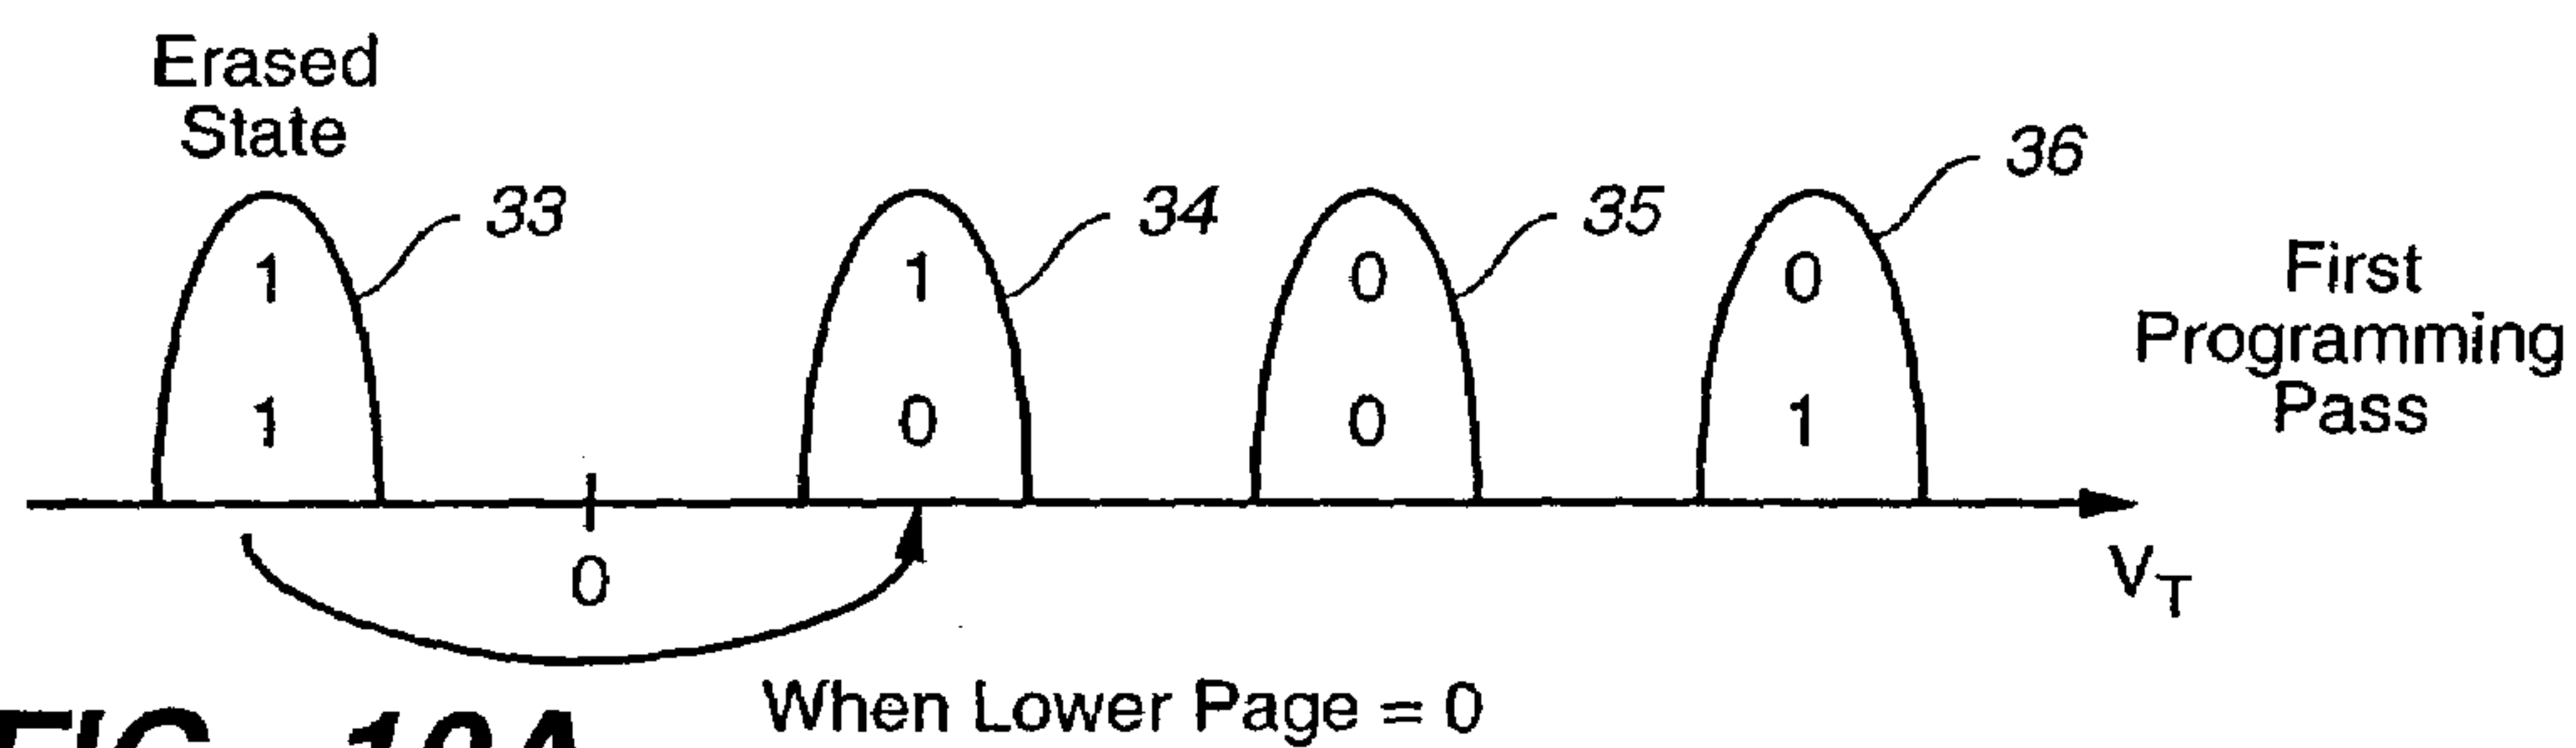 Erased
State
33
34
35
36
1
1
1
0
0
0
0
1
First
Programming
Pass
0
V_T
When Lower Page = 0